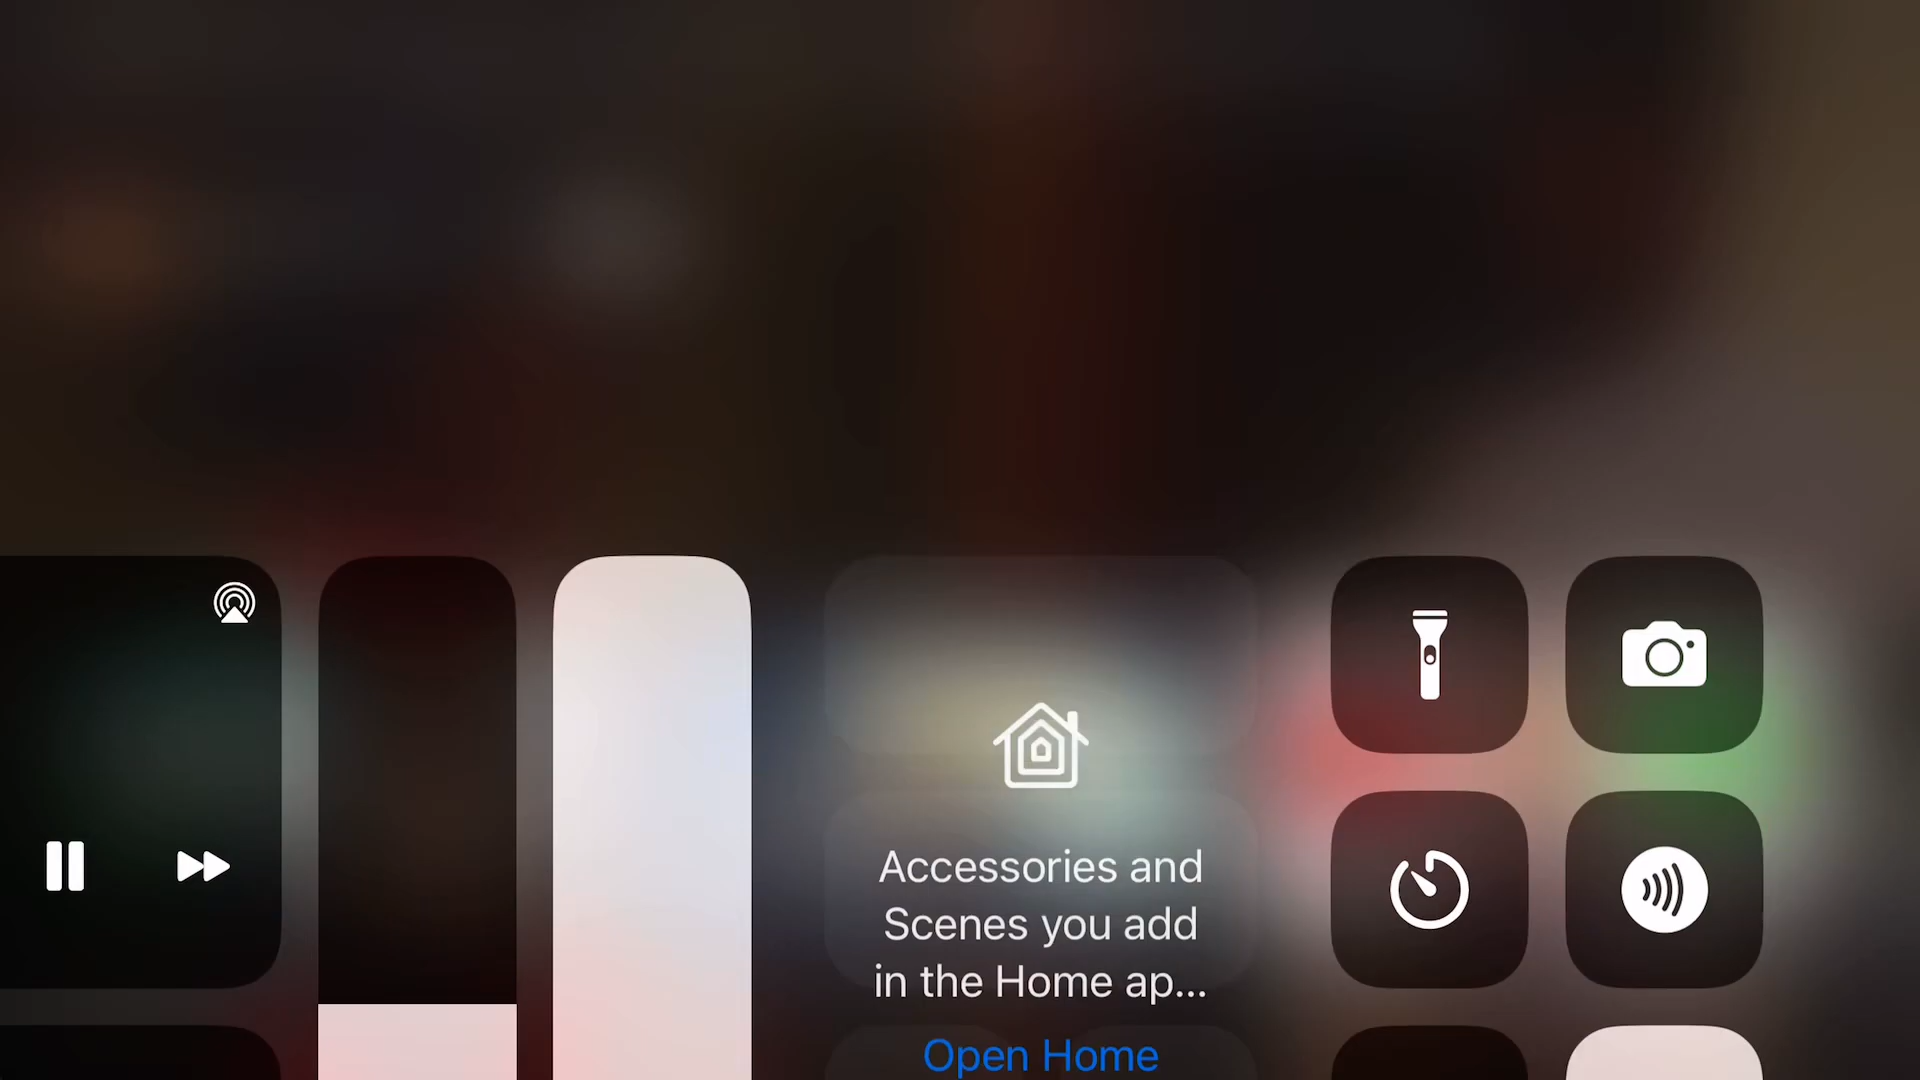 Accessories and
Scenes you add
in the Home ap...
Open Home